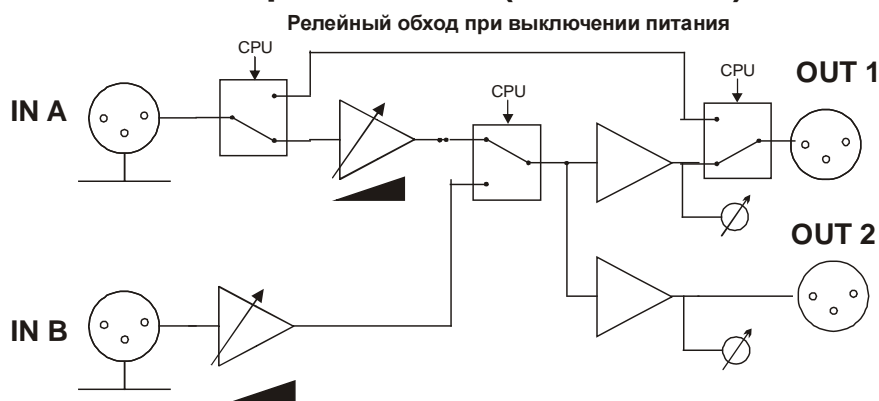 Релейный обход при выключении питания
CPU
CPU
CPU
OUT 1
IN A
OUT 2
IN B